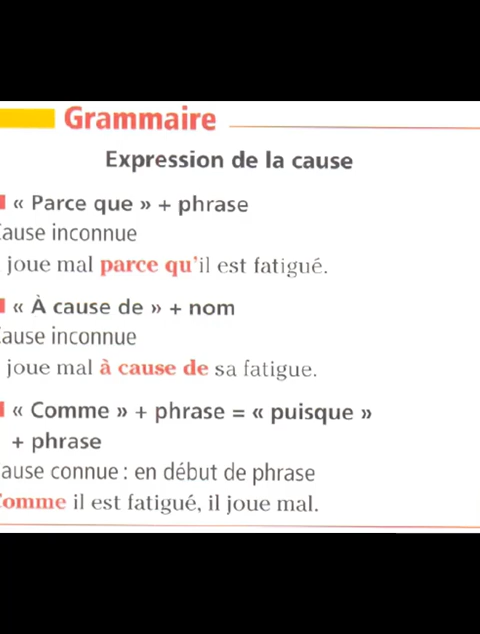 Grammaire
Expression de la cause
« Parce que » + phrase
ause inconnue
joue mal parce qu'il est fatigué.
« À cause de » + nom
ause inconnue
joue mal à cause de sa fatigue.
« Comme » + phrase = « puisque »
+ phrase
ause connue : en début de phrase
omme il est fatigué, il joue mal.